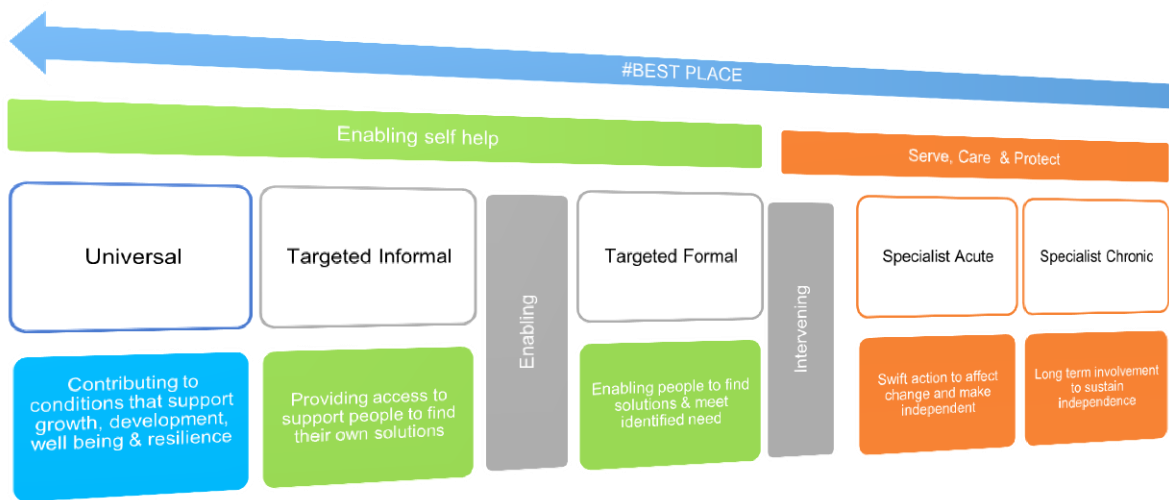 #BEST PLACE
Enabling self help
Serve, Care & Protect
Universal
Targeted Informal
Enabling
Targeted Formal
Intervening
Specialist Acute
Specialist Chronic
Contributing to
conditions that support
growth, development,
well being & resilience
Providing access to
support people to find
their own solutions
Enabling people to find
solutions & meet
identified need
Swift action to affect
change and make
independent
Long term involvement
to sustain
independence